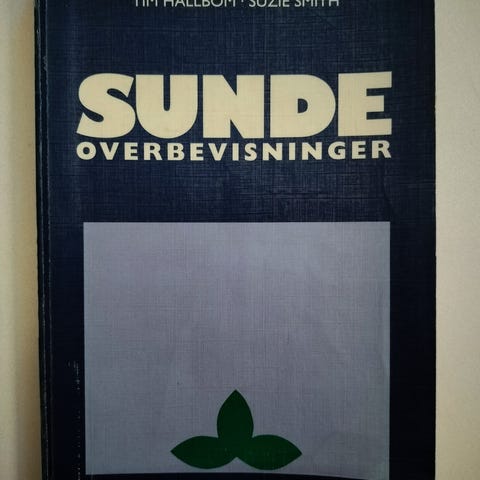 TIM HALLBOM · SUZIE SMITH
SUNDE
OVERBEVISNINGER